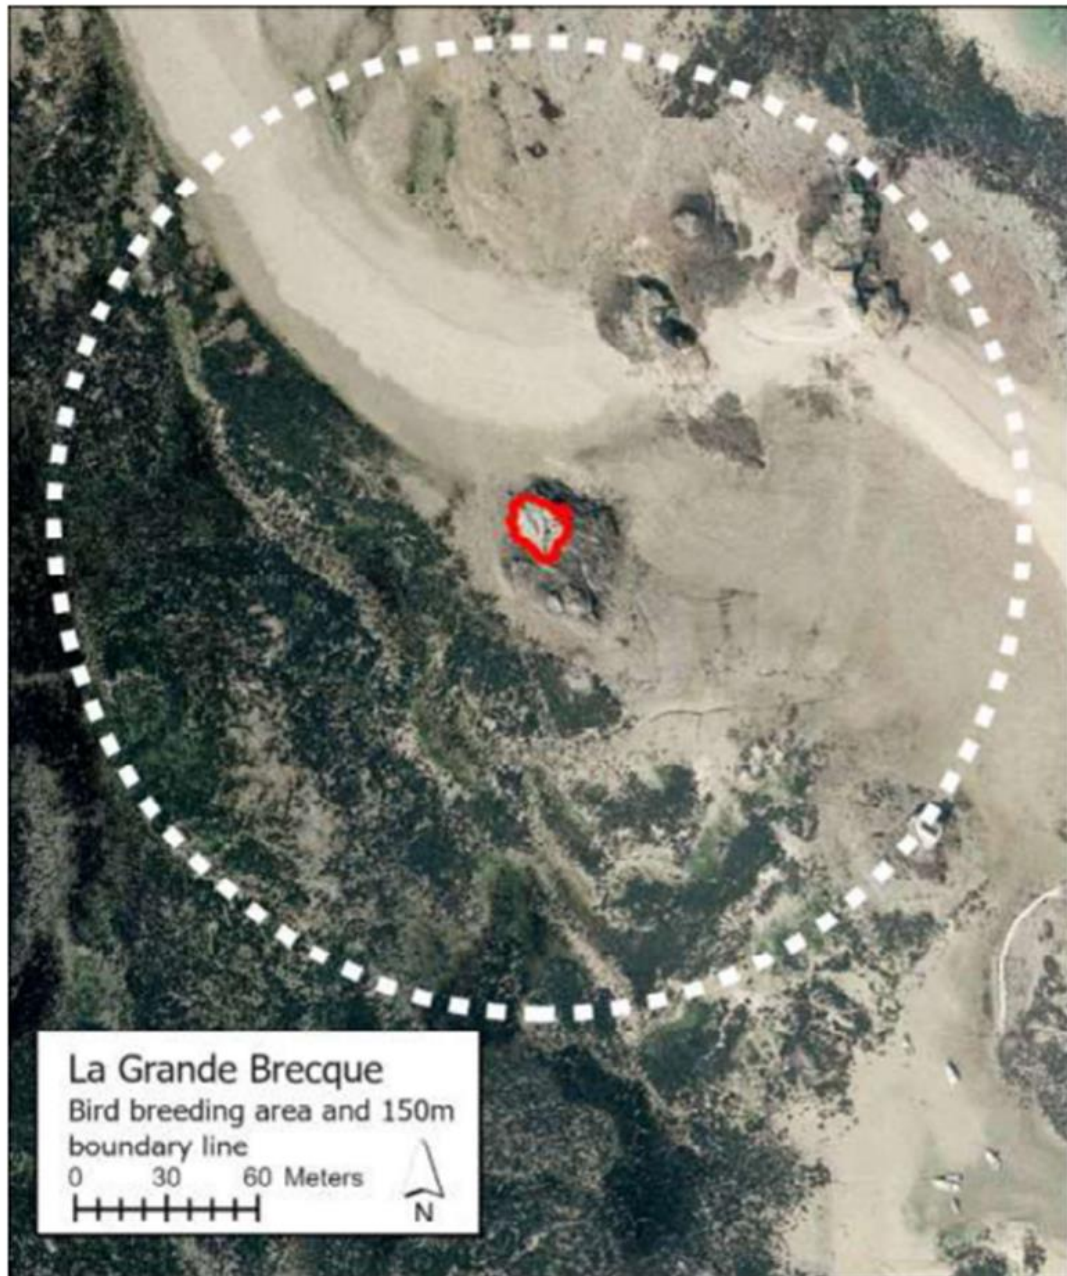 La Grande Brecque
Bird breeding area and 150m
boundary line
0 30 60 Meters
N